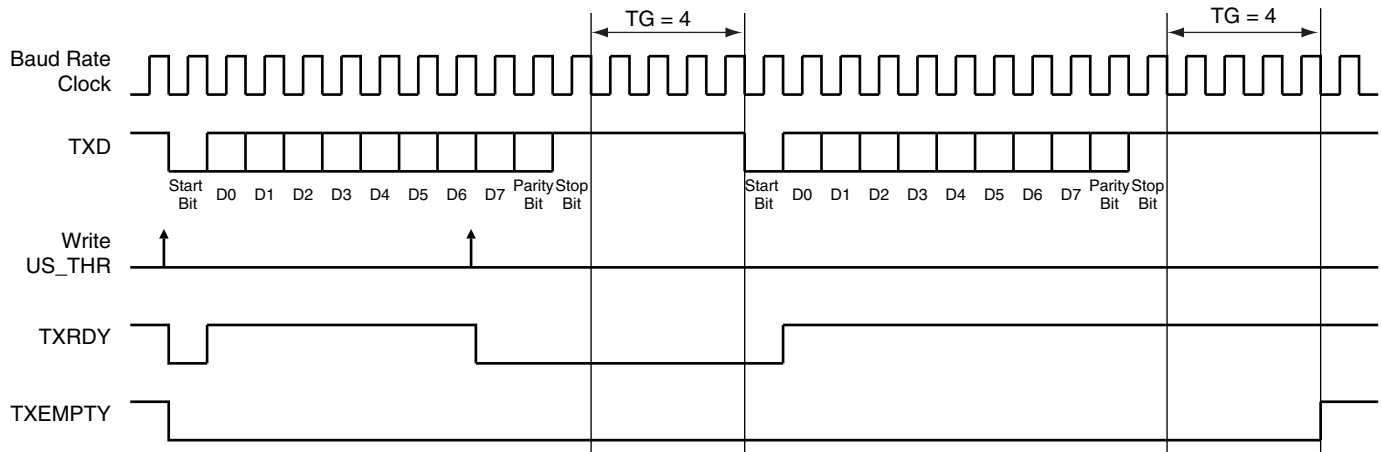 TG = 4
TG = 4
Baud Rate
Clock
TXD
Start
Bit
D0
D1
D2
D3
D4
D5
D6
D7
Parity
Bit
Stop
Bit
Start
Bit
D0
D1
D2
D3
D4
D5
D6
D7
Parity
Bit
Stop
Bit
Write
US_THR
TXRDY
TXEMPTY